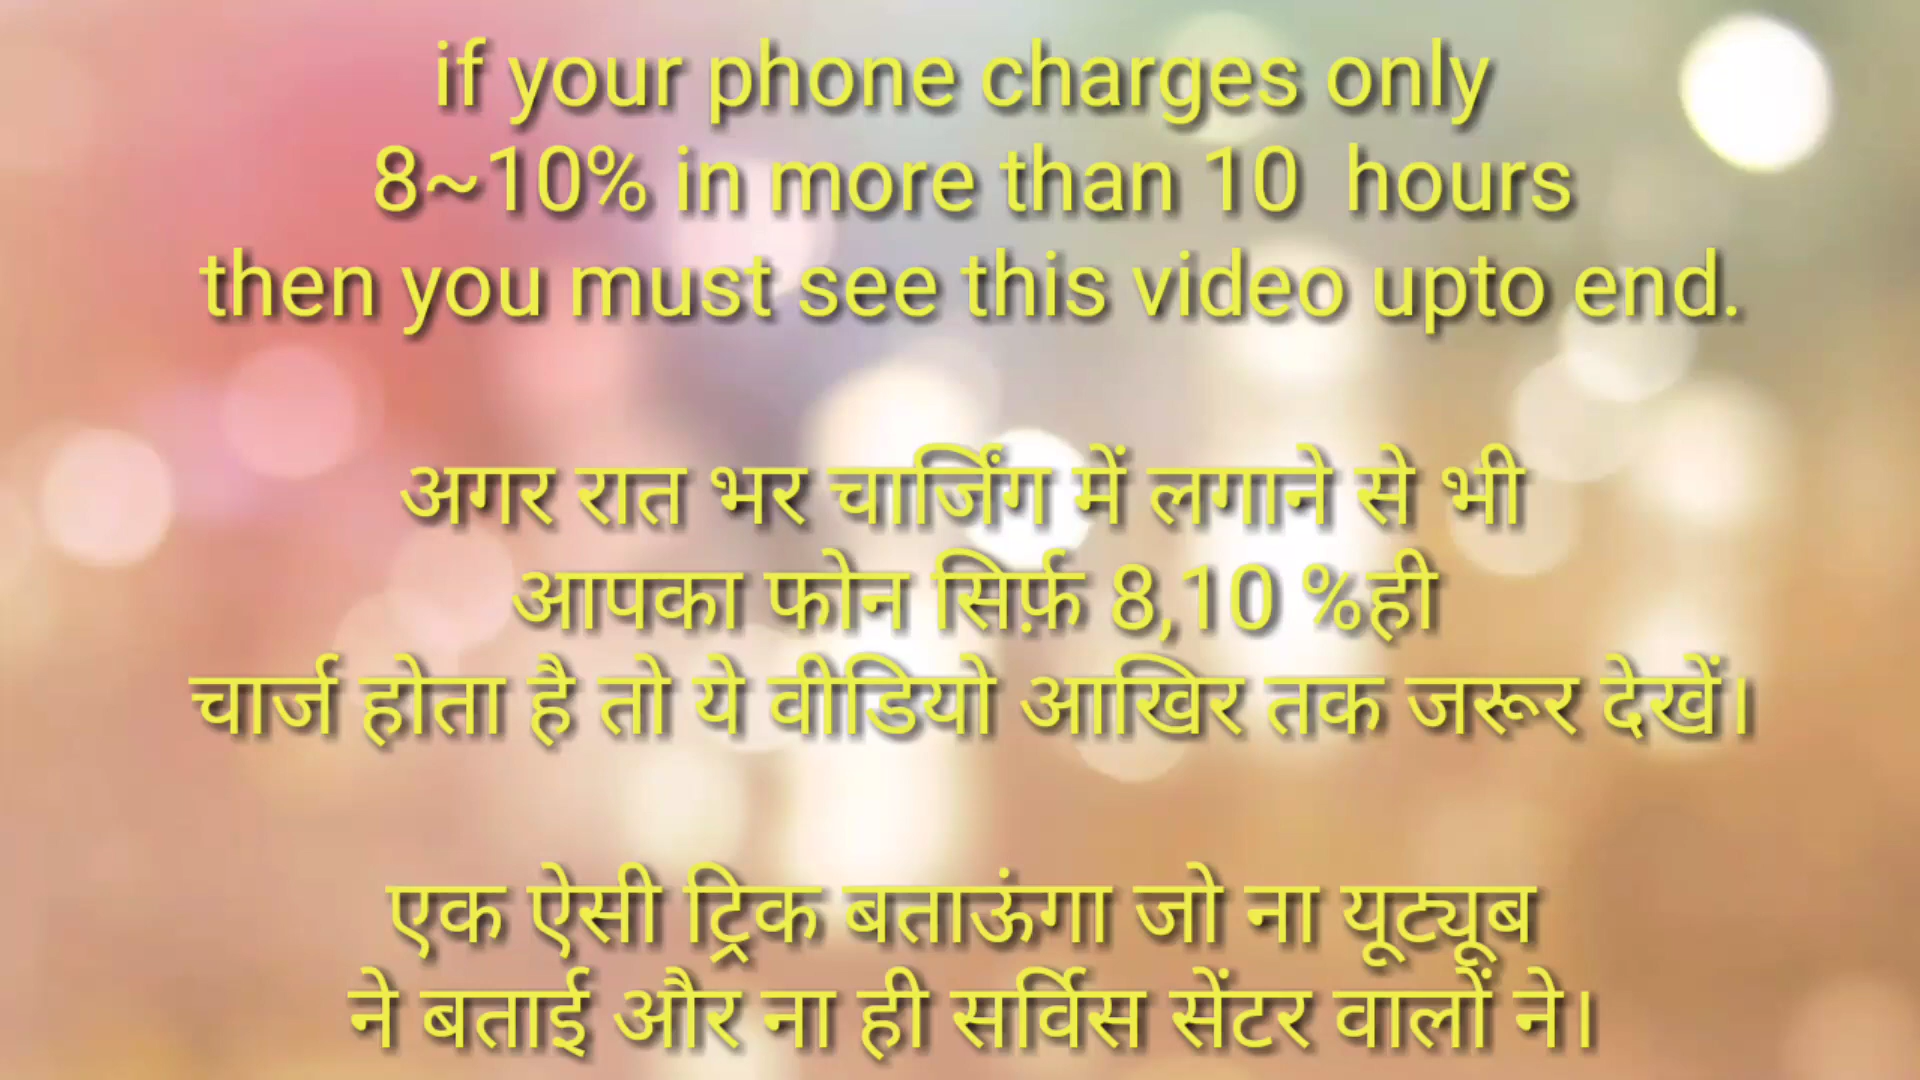 if your phone charges only
8~10% in more than 10 hours
then you must see this video upto end.
अगर रात भर चार्जिंग में लगाने से भी
आपका फोन सिर्फ़ 8,10 %ही
चार्ज होता है तो ये वीडियो आखिर तक जरूर देखें।
एक ऐसी ट्रिक बताऊंगा जो ना यूट्यूब
ने बताई और ना ही सर्विस सेंटर वालों ने।